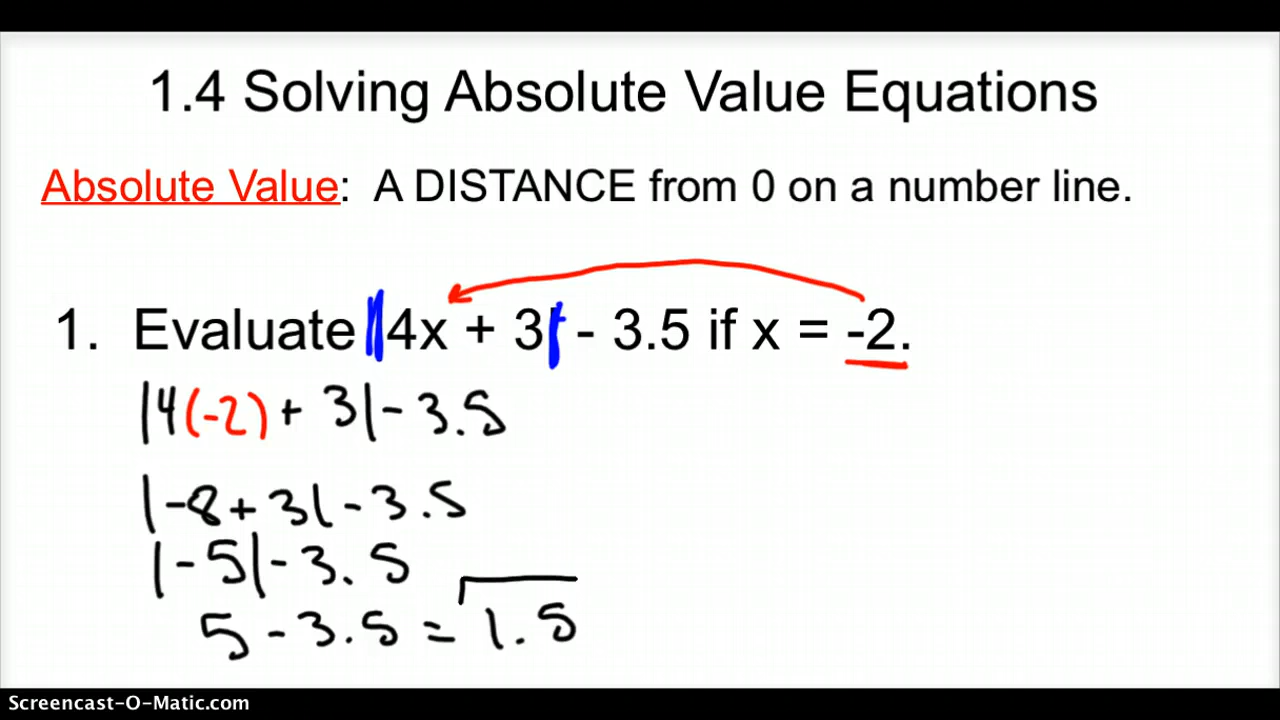 1.4 Solving Absolute Value Equations
Absolute Value: A DISTANCE from 0 on a number line.
1. Evaluate |4x + 3| - 3.5 if x = -2.
|4(-2) + 3| - 3.5
|-8 + 3| - 3.5
|-5| - 3.5
5 - 3.5 = 1.5
Screencast-O-Matic.com